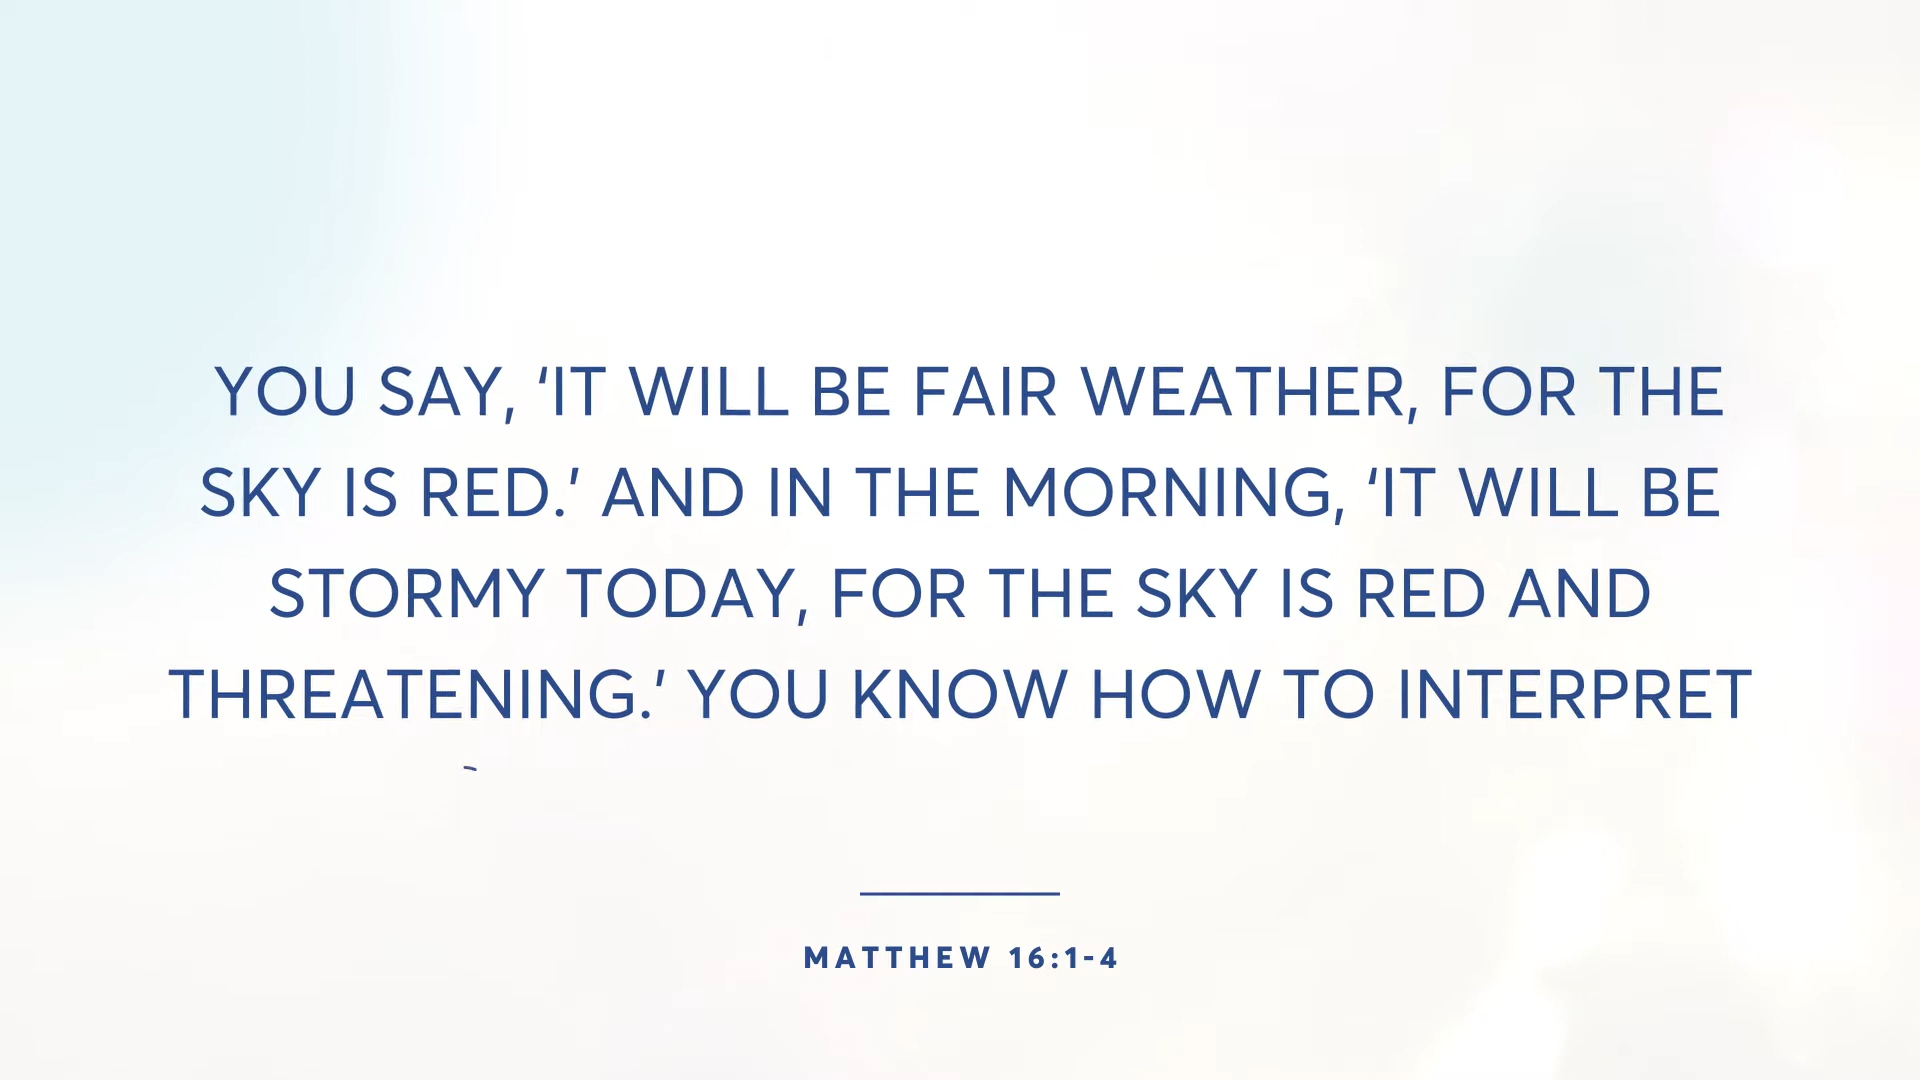 YOU SAY, ‘IT WILL BE FAIR WEATHER, FOR THE
SKY IS RED.’ AND IN THE MORNING, ‘IT WILL BE
STORMY TODAY, FOR THE SKY IS RED AND
THREATENING.’ YOU KNOW HOW TO INTERPRET
MATTHEW 16:1-4